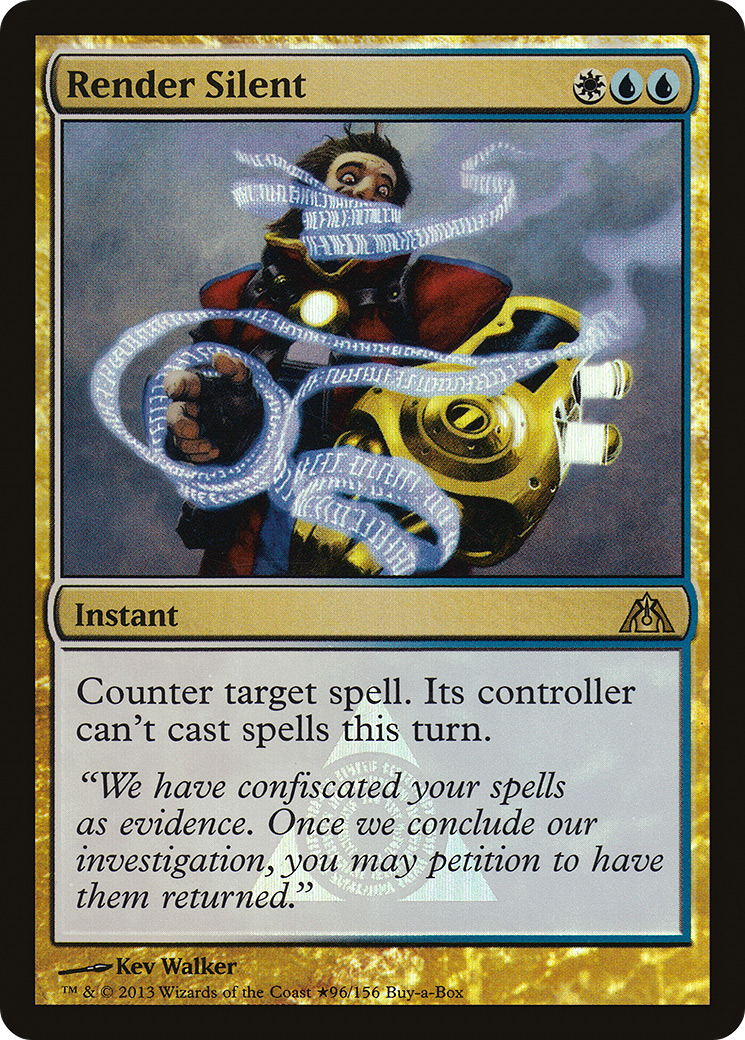 Render Silent
Instant
Counter target spell. Its controller
can't cast spells this turn.
“We have confiscated your spells
as evidence. Once we conclude our
investigation, you may petition to have
them returned.”
Kev Walker
™ & © 2013 Wizards of the Coast ★96/156 Buy-a-Box